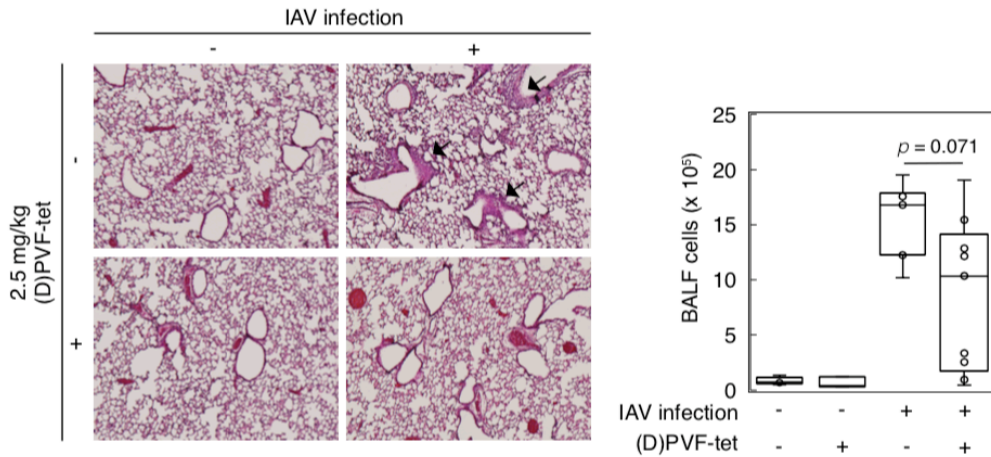 IAV infection
- +
2.5 mg/kg
(D)PVF-tet
-
+
BALF cells (x 10⁵)
25
20
15
10
5
0
p = 0.071
IAV infection - - + +
(D)PVF-tet - + - +